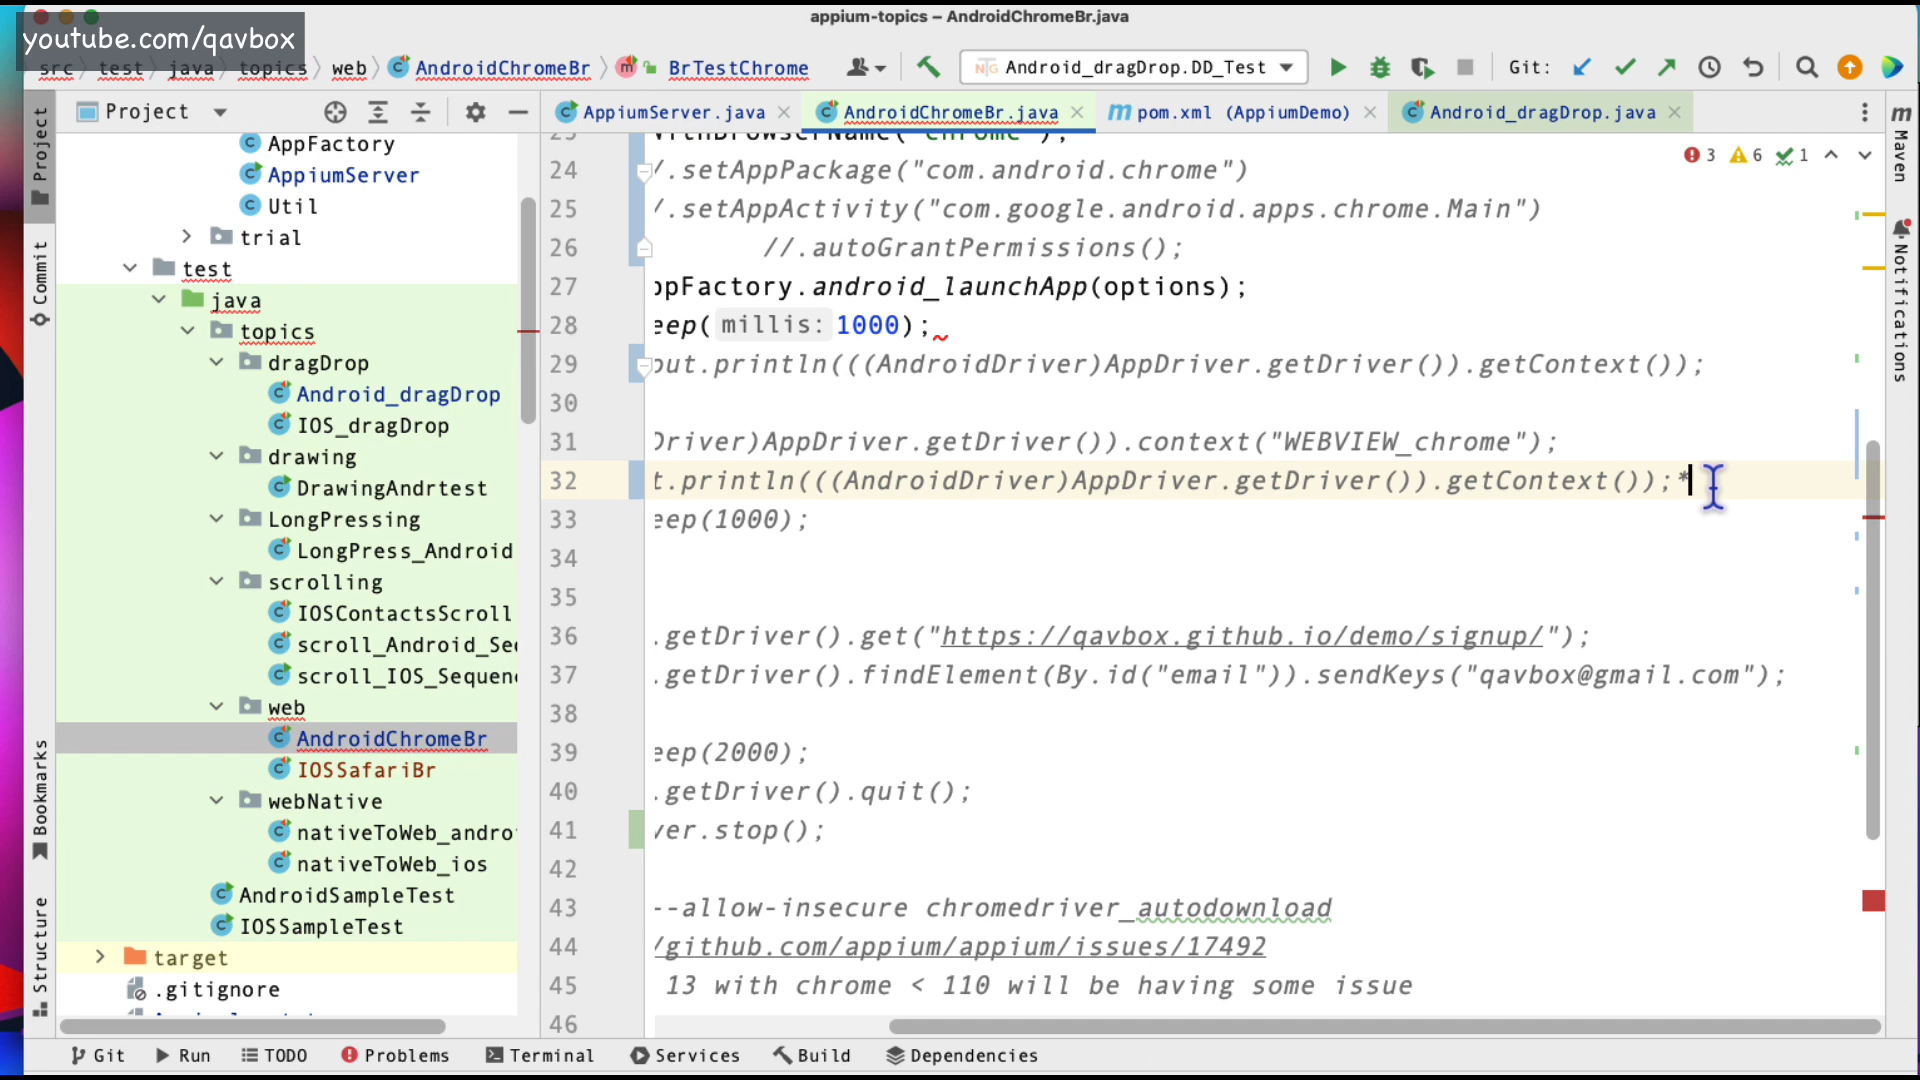 appium-topics – AndroidChromeBr.java
youtube.com/qavbox
src
test
java
topics
web
AndroidChromeBr
BrTestChrome
Android_dragDrop.DD_Test
Git:
Project
AppiumServer.java
AndroidChromeBr.java
pom.xml (AppiumDemo)
Android_dragDrop.java
3
6
1
Project
Commit
Bookmarks
Structure
AppFactory
AppiumServer
Util
trial
test
java
topics
dragDrop
Android_dragDrop
IOS_dragDrop
drawing
DrawingAndrtest
LongPressing
LongPress_Android
scrolling
IOSContactsScroll
scroll_Android_Se
scroll_IOS_Sequen
web
AndroidChromeBr
IOSSafariBr
webNative
nativeToWeb_andro
nativeToWeb_ios
AndroidSampleTest
IOSSampleTest
target
.gitignore
24 /.setAppPackage("com.android.chrome")
25 /.setAppActivity("com.google.android.apps.chrome.Main")
26 //.autoGrantPermissions();
27 ppFactory.android_launchApp(options);
28 eep( millis: 1000);
29 out.println(((AndroidDriver)AppDriver.getDriver()).getContext());
30
31 Driver)AppDriver.getDriver()).context("WEBVIEW_chrome");
32 t.println(((AndroidDriver)AppDriver.getDriver()).getContext());*
33 eep(1000);
34
35
36 .getDriver().get("https://qavbox.github.io/demo/signup/");
37 .getDriver().findElement(By.id("email")).sendKeys("qavbox@gmail.com");
38
39 eep(2000);
40 .getDriver().quit();
41 ver.stop();
42
43 --allow-insecure chromedriver_autodownload
44 /github.com/appium/appium/issues/17492
45 13 with chrome < 110 will be having some issue
46
Maven
Notifications
Git
Run
TODO
Problems
Terminal
Services
Build
Dependencies